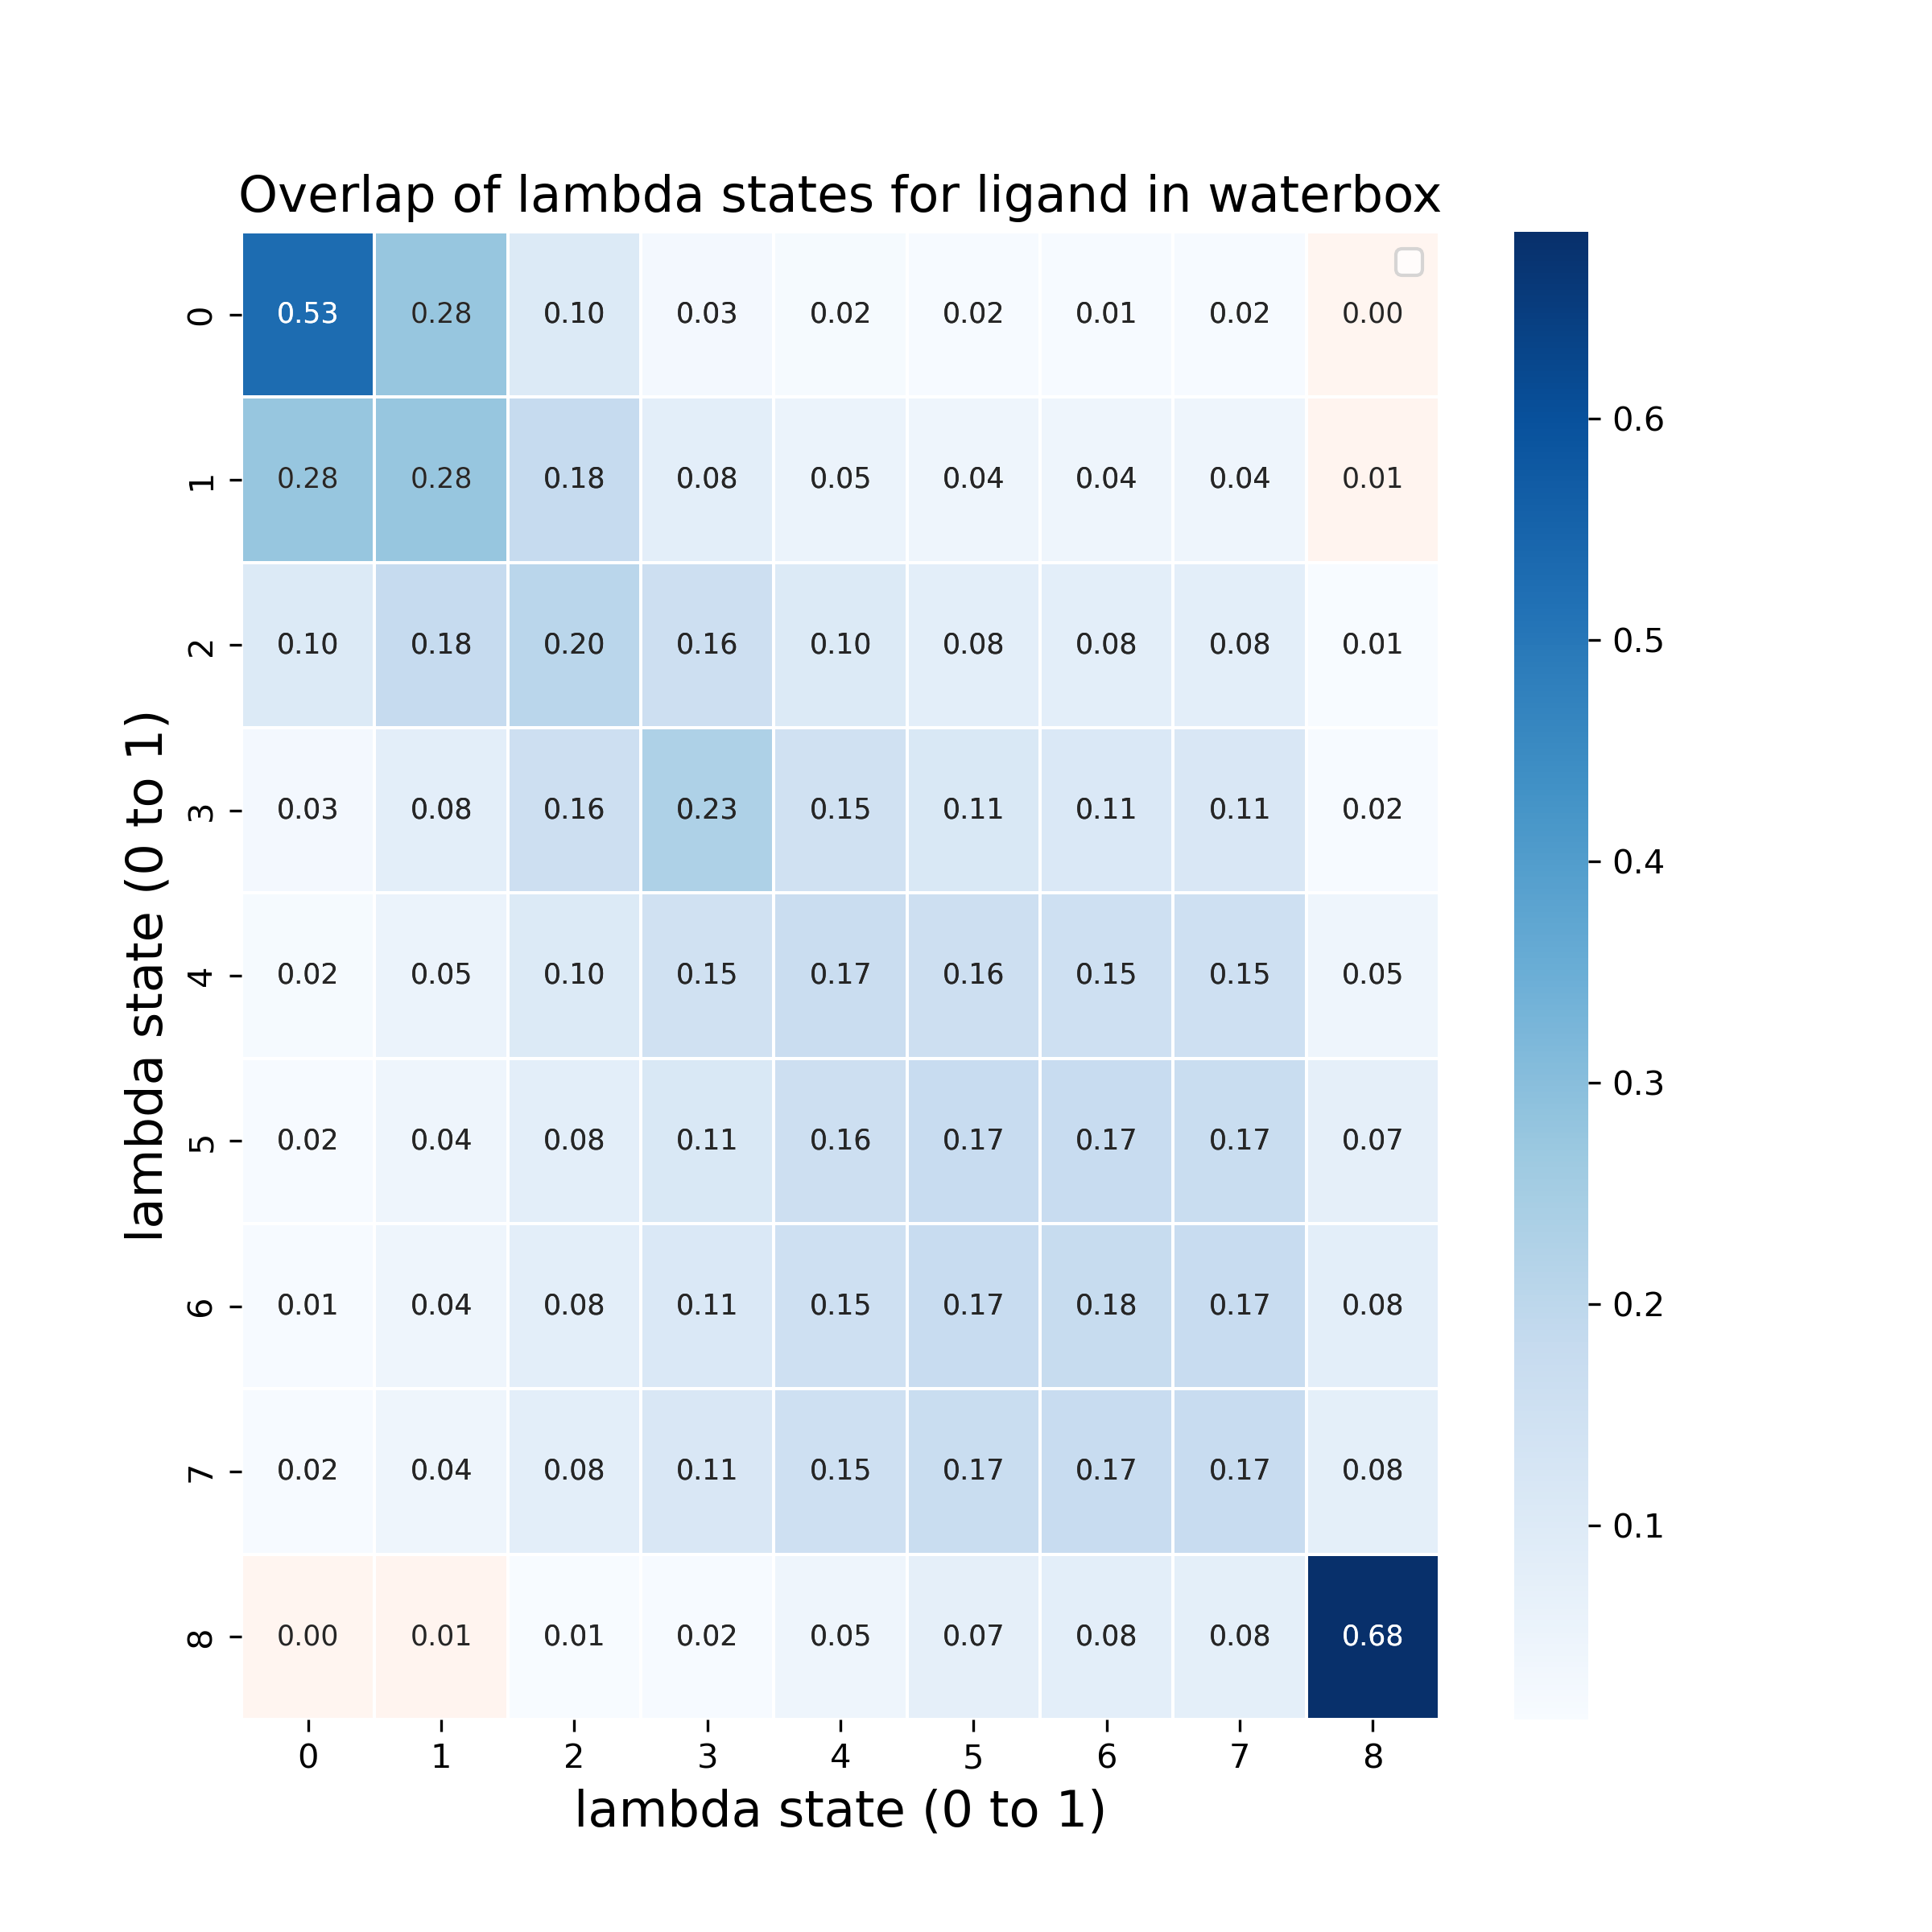 Overlap of lambda states for ligand in waterbox
0 0.53 0.28 0.10 0.03 0.02 0.02 0.01 0.02 0.00
1 0.28 0.28 0.18 0.08 0.05 0.04 0.04 0.04 0.01
2 0.10 0.18 0.20 0.16 0.10 0.08 0.08 0.08 0.01
3 0.03 0.08 0.16 0.23 0.15 0.11 0.11 0.11 0.02
4 0.02 0.05 0.10 0.15 0.17 0.16 0.15 0.15 0.05
5 0.02 0.04 0.08 0.11 0.16 0.17 0.17 0.17 0.07
6 0.01 0.04 0.08 0.11 0.15 0.17 0.18 0.17 0.08
7 0.02 0.04 0.08 0.11 0.15 0.17 0.17 0.17 0.08
8 0.00 0.01 0.01 0.02 0.05 0.07 0.08 0.08 0.68
0 1 2 3 4 5 6 7 8
lambda state (0 to 1)
lambda state (0 to 1)
0.6
0.5
0.4
0.3
0.2
0.1